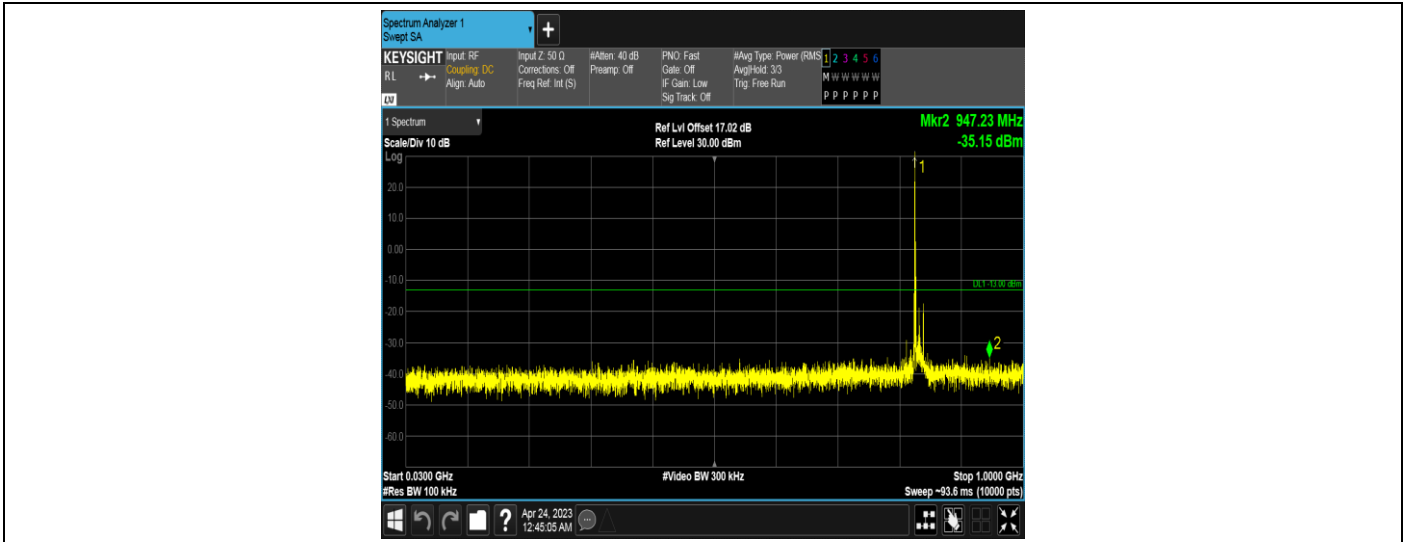 Spectrum Analyzer 1
Swept SA
+
KEYSIGHT
RL
LXI
Input: RF
Coupling: DC
Align: Auto
Input Z: 50 Ω
Corrections: Off
Freq Ref: Int (S)
#Atten: 40 dB
Preamp: Off
PNO: Fast
Gate: Off
IF Gain: Low
Sig Track: Off
#Avg Type: Power (RMS
Avg|Hold: 3/3
Trig: Free Run
1 2 3 4 5 6
M W W W W W
P P P P P P
1 Spectrum
Scale/Div 10 dB
Ref Lvl Offset 17.02 dB
Ref Level 30.00 dBm
Mkr2 947.23 MHz
-35.15 dBm
Log
1
20.0
10.0
0.00
-10.0
DL1 -13.00 dBm
-20.0
-30.0
2
-40.0
-50.0
-60.0
Start 0.0300 GHz
#Video BW 300 kHz
Stop 1.0000 GHz
#Res BW 100 kHz
Sweep ~93.6 ms (10000 pts)
?
Apr 24, 2023
12:45:05 AM